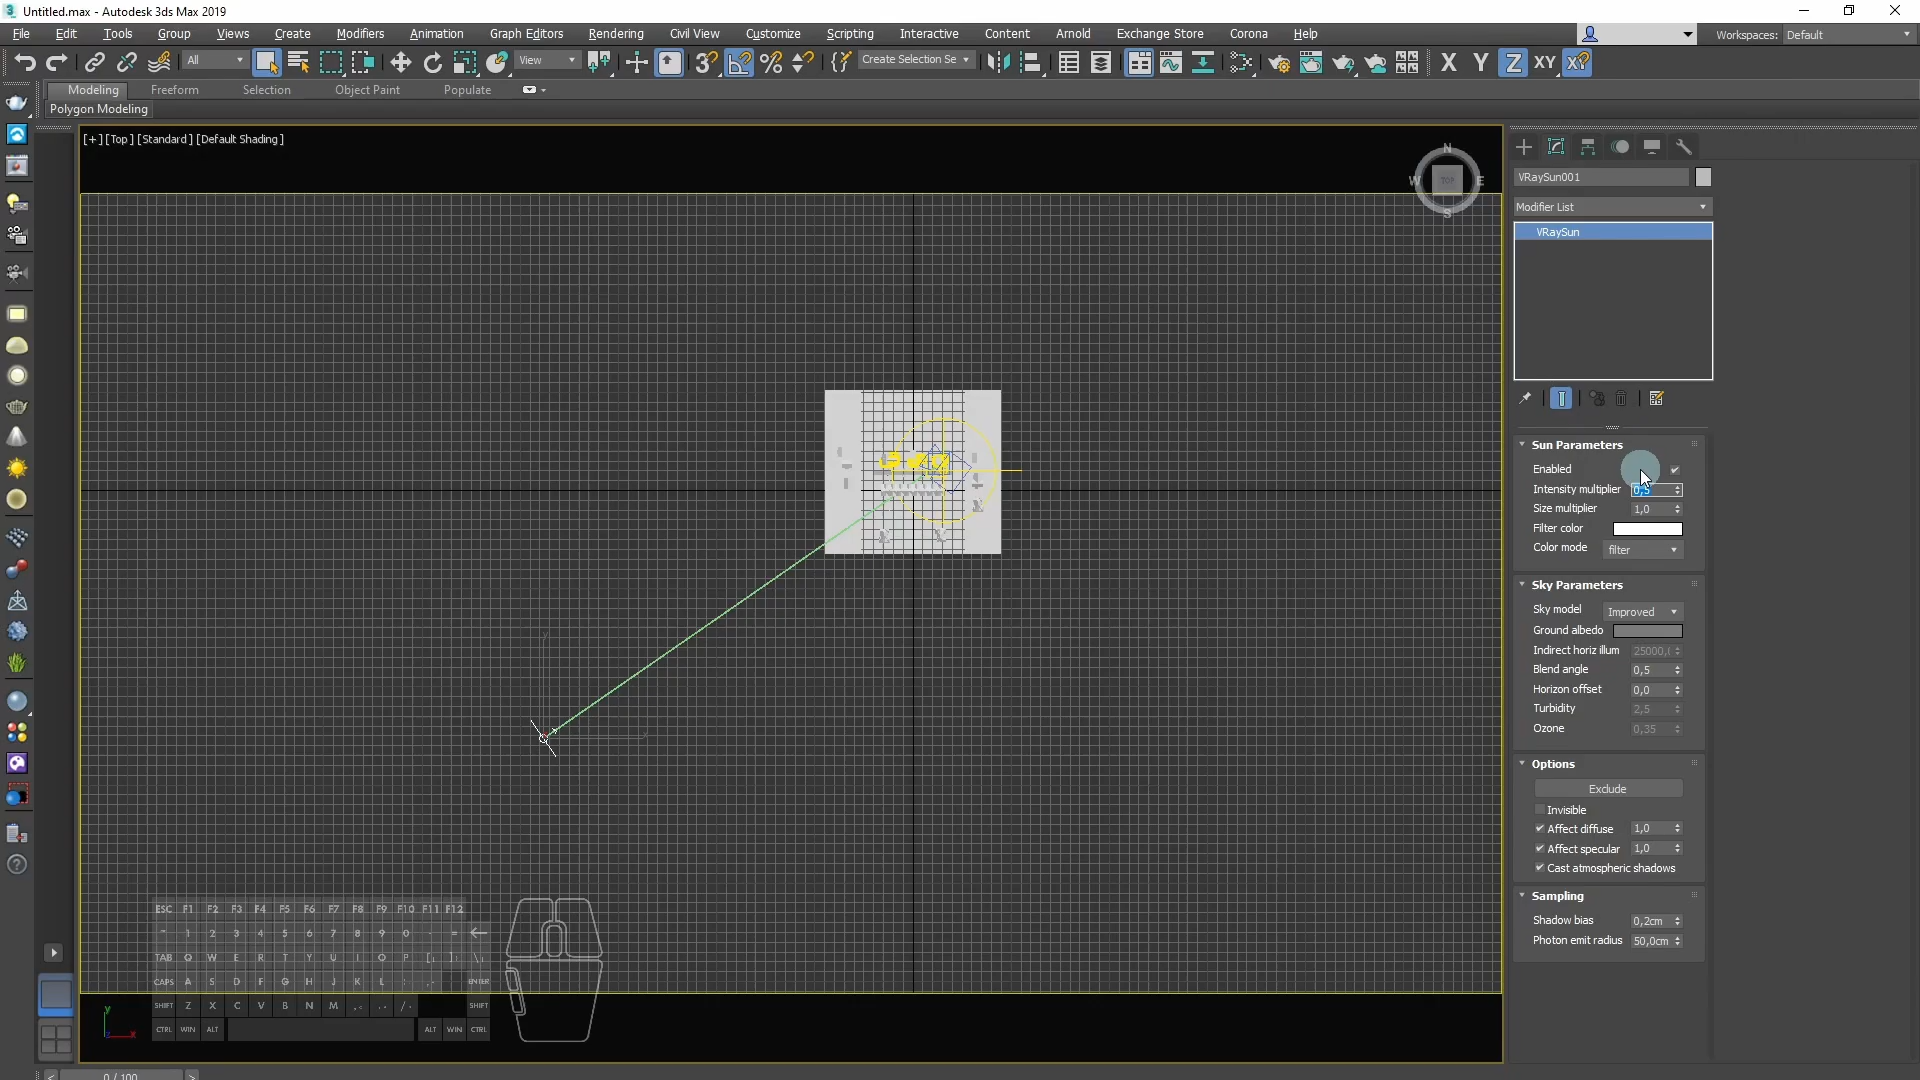 Untitled.max - Autodesk 3ds Max 2019
File Edit Tools Group Views Create Modifiers Animation Graph Editors Rendering Civil View Customize Scripting Interactive Content Arnold Exchange Store Corona Help
Workspaces: Default
All View Create Selection Se X Y Z XY
Modeling Freeform Selection Object Paint Populate
Polygon Modeling
[+] [Top] [Standard] [Default Shading]
N
W TOP E
S
VRaySun001
Modifier List
VRaySun
Sun Parameters
Enabled
Intensity multiplier 0,5
Size multiplier 1,0
Filter color
Color mode filter
Sky Parameters
Sky model Improved
Ground albedo
Indirect horiz illum 25000,(
Blend angle 0,5
Horizon offset 0,0
Turbidity 2,5
Ozone 0,35
Options
Exclude
Invisible
Affect diffuse 1,0
Affect specular 1,0
Cast atmospheric shadows
Sampling
Shadow bias 0,2cm
Photon emit radius 50,0cm
ESC F1 F2 F3 F4 F5 F6 F7 F8 F9 F10 F11 F12
~ 1 2 3 4 5 6 7 8 9 0 - =
TAB Q W E R T Y U I O P [ ] \
CAPS A S D F G H J K L ENTER
SHIFT Z X C V B N M SHIFT
CTRL WIN ALT ALT WIN CTRL
y
x
0 / 100